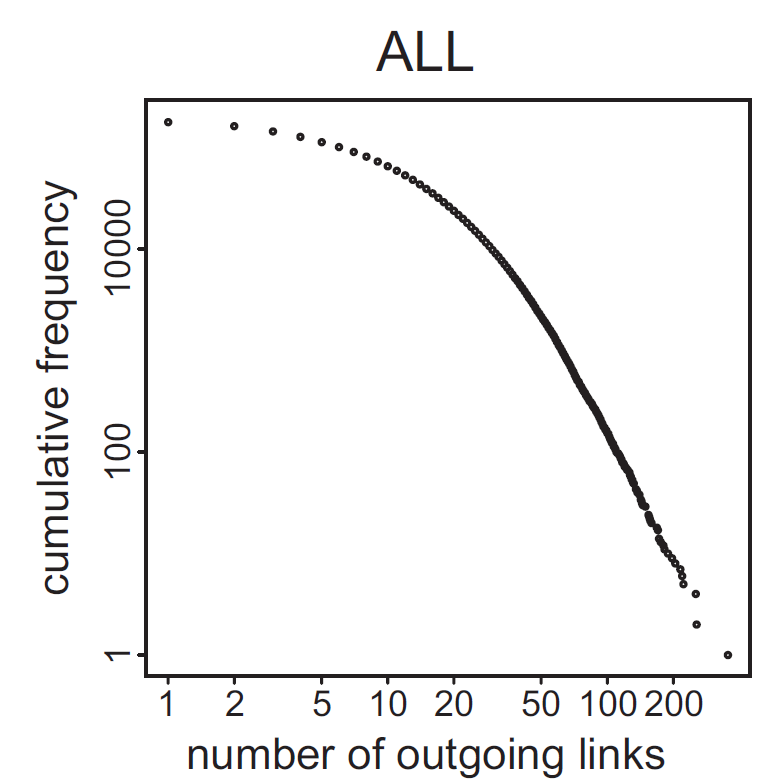 ALL
cumulative frequency
10000
100
1
1 2 5 10 20 50 100 200
number of outgoing links